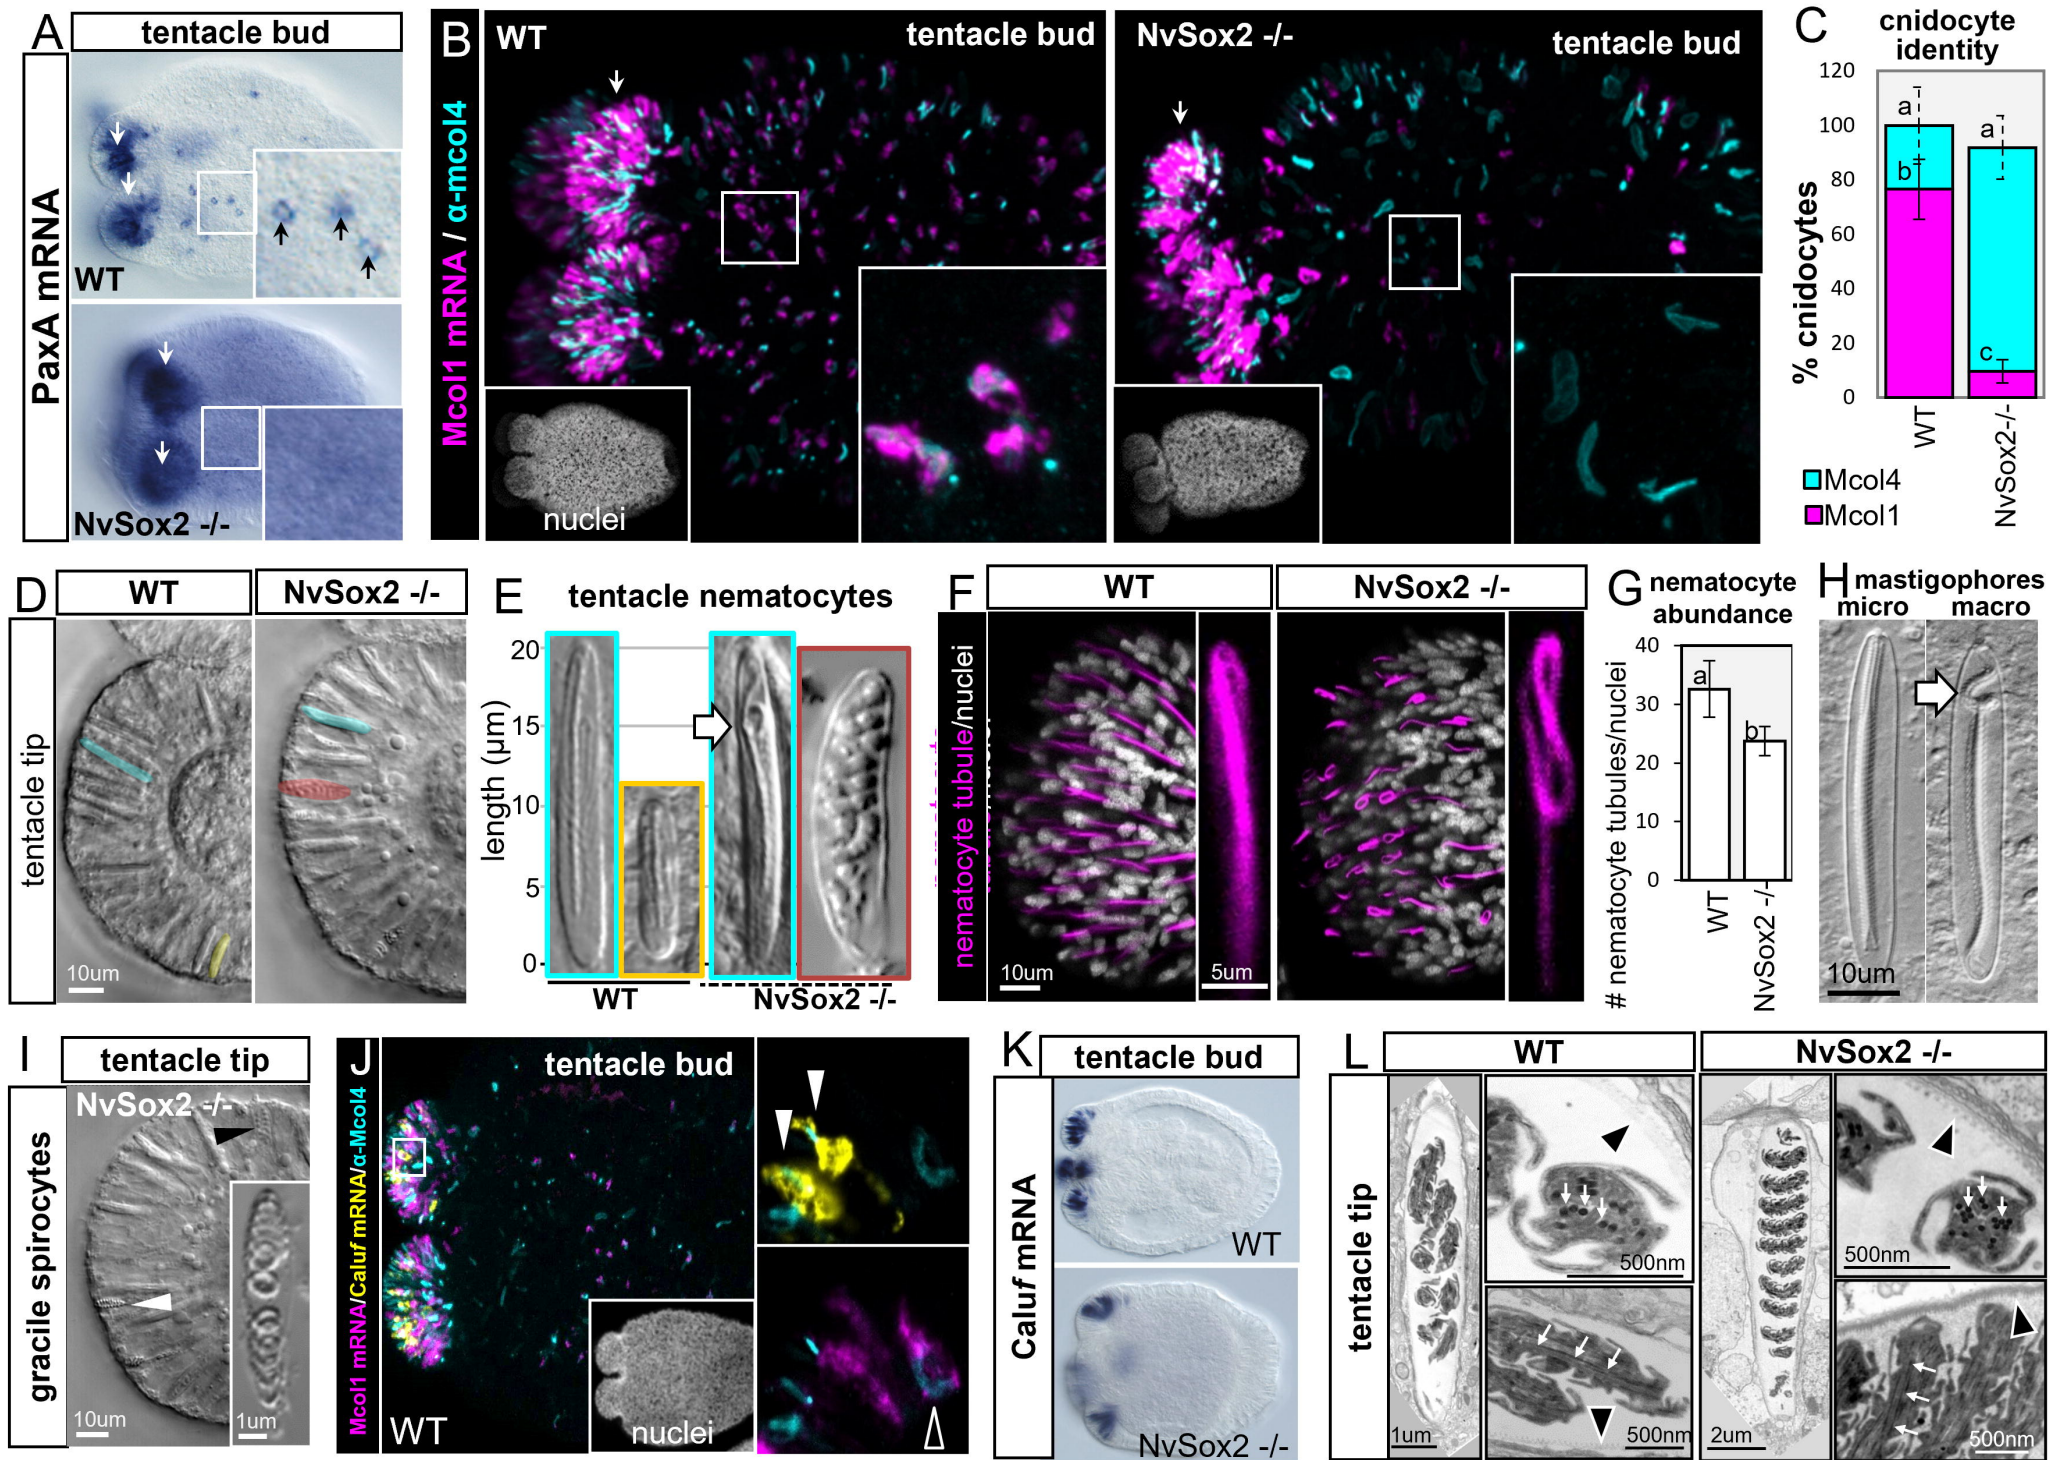 A
tentacle bud
PaxA mRNA
WT
NvSox2 -/-
B
Mcol1 mRNA / α-mcol4
WT
tentacle bud
nuclei
NvSox2 -/-
tentacle bud
C
cnidocyte
identity
% cnidocytes
120
100
80
60
40
20
0
a
b
a
c
WT
NvSox2-/-
Mcol4
Mcol1
D
WT
NvSox2 -/-
tentacle tip
10um
E
tentacle nematocytes
length (µm)
20
15
10
5
0
WT
NvSox2 -/-
F
WT
NvSox2 -/-
nematocyte tubule/nuclei
10um
5um
G
nematocyte
abundance
# nematocyte tubules/nuclei
40
30
20
10
0
a
b
WT
NvSox2 -/-
H
mastigophores
micro
macro
10um
I
tentacle tip
gracile spirocytes
NvSox2 -/-
10um
1um
J
Mcol1 mRNA/Caluf mRNA/α-Mcol4
tentacle bud
WT
nuclei
K
tentacle bud
Caluf mRNA
WT
NvSox2 -/-
L
WT
NvSox2 -/-
tentacle tip
1um
500nm
500nm
2um
500nm
500nm